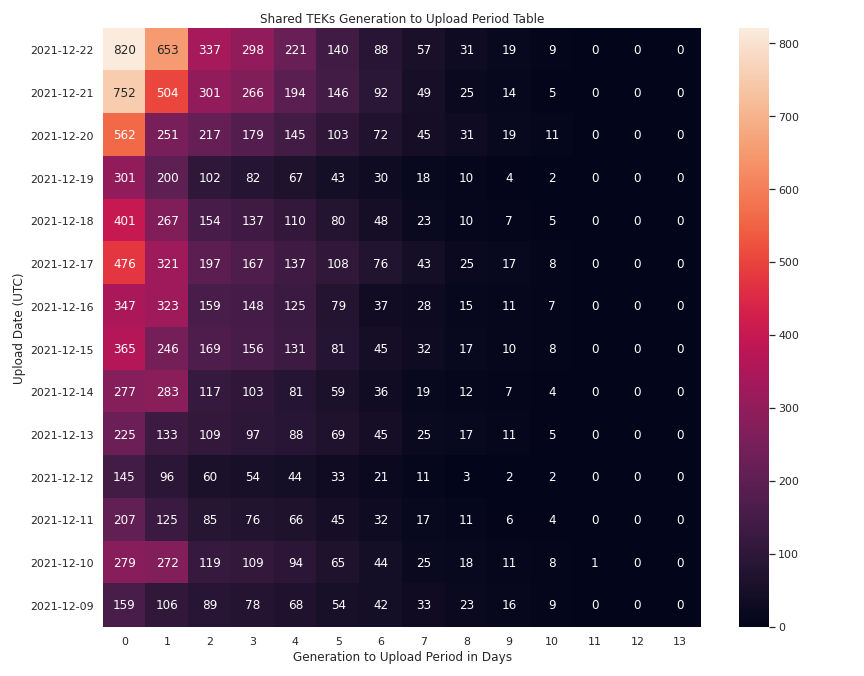 Shared TEKs Generation to Upload Period Table
2021-12-22 820 653 337 298 221 140 88 57 31 19 9 0 0 0
2021-12-21 752 504 301 266 194 146 92 49 25 14 5 0 0 0
2021-12-20 562 251 217 179 145 103 72 45 31 19 11 0 0 0
2021-12-19 301 200 102 82 67 43 30 18 10 4 2 0 0 0
2021-12-18 401 267 154 137 110 80 48 23 10 7 5 0 0 0
2021-12-17 476 321 197 167 137 108 76 43 25 17 8 0 0 0
2021-12-16 347 323 159 148 125 79 37 28 15 11 7 0 0 0
2021-12-15 365 246 169 156 131 81 45 32 17 10 8 0 0 0
2021-12-14 277 283 117 103 81 59 36 19 12 7 4 0 0 0
2021-12-13 225 133 109 97 88 69 45 25 17 11 5 0 0 0
2021-12-12 145 96 60 54 44 33 21 11 3 2 2 0 0 0
2021-12-11 207 125 85 76 66 45 32 17 11 6 4 0 0 0
2021-12-10 279 272 119 109 94 65 44 25 18 11 8 1 0 0
2021-12-09 159 106 89 78 68 54 42 33 23 16 9 0 0 0
0 1 2 3 4 5 6 7 8 9 10 11 12 13
Generation to Upload Period in Days
Upload Date (UTC)
800
700
600
500
400
300
200
100
0